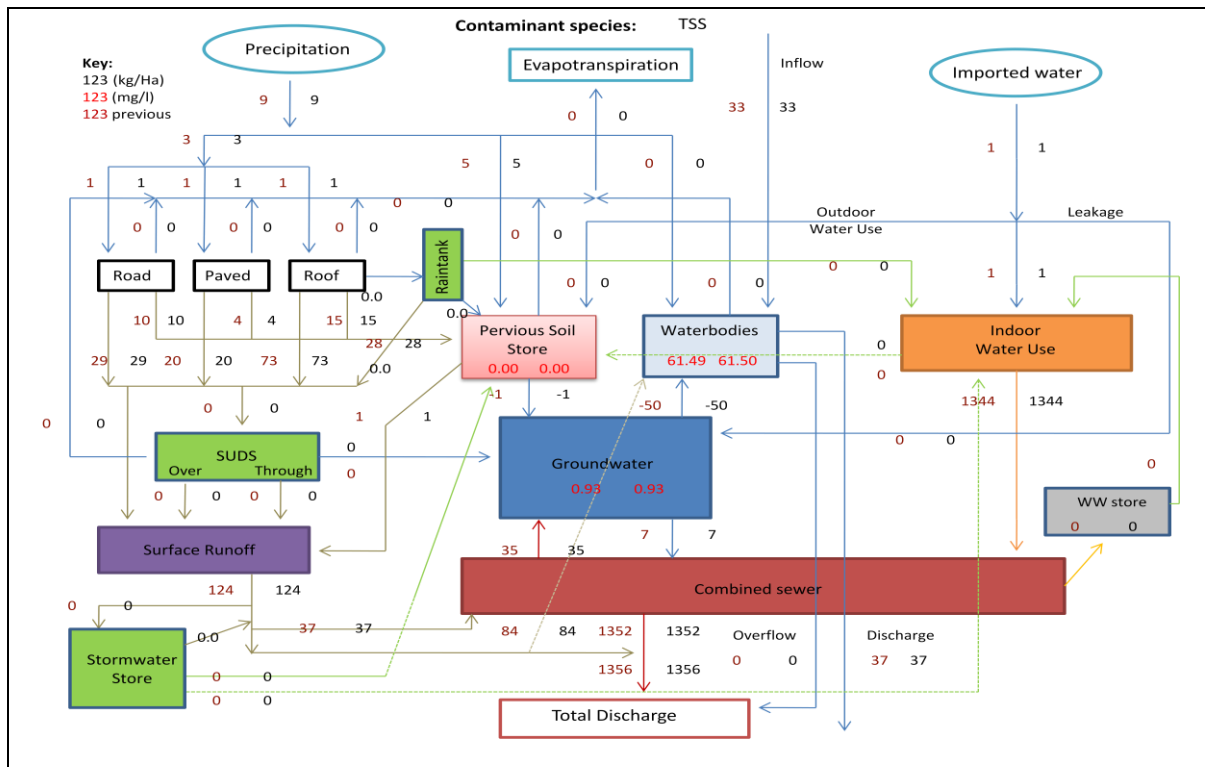 Contaminant species: TSS
Precipitation
Key:
123 (kg/Ha)
123 (mg/l)
123 previous
Evapotranspiration
Inflow
Imported water
9 9
0 0
33 33
3 3
5 5
0 0
1 1
1 1 1 1 1 1
0 0
Outdoor
Water Use
Leakage
0 0 0 0 0 0
0 0
Raintank
0 0
1 1
Road
Paved
Roof
0 0
0 0
0.0
0.0
10 10 4 4 15 15
28 28
Pervious Soil
Store
0.00 0.00
Waterbodies
61.49 61.50
Indoor
Water Use
0
0
29 29 20 20 73 73
0.0
-1 -1
-50 -50
1344 1344
0 0
0 0
1 1
0 0
SUDS
Over Through
0
0
Groundwater
0.93 0.93
0
0 0 0 0
WW store
0 0
Surface Runoff
35 35
7 7
124 124
Combined sewer
0 0
0.0
37 37
84 84
1352 1352
Overflow
0 0
Discharge
37 37
Stormwater
Store
0 0
0 0
1356 1356
Total Discharge